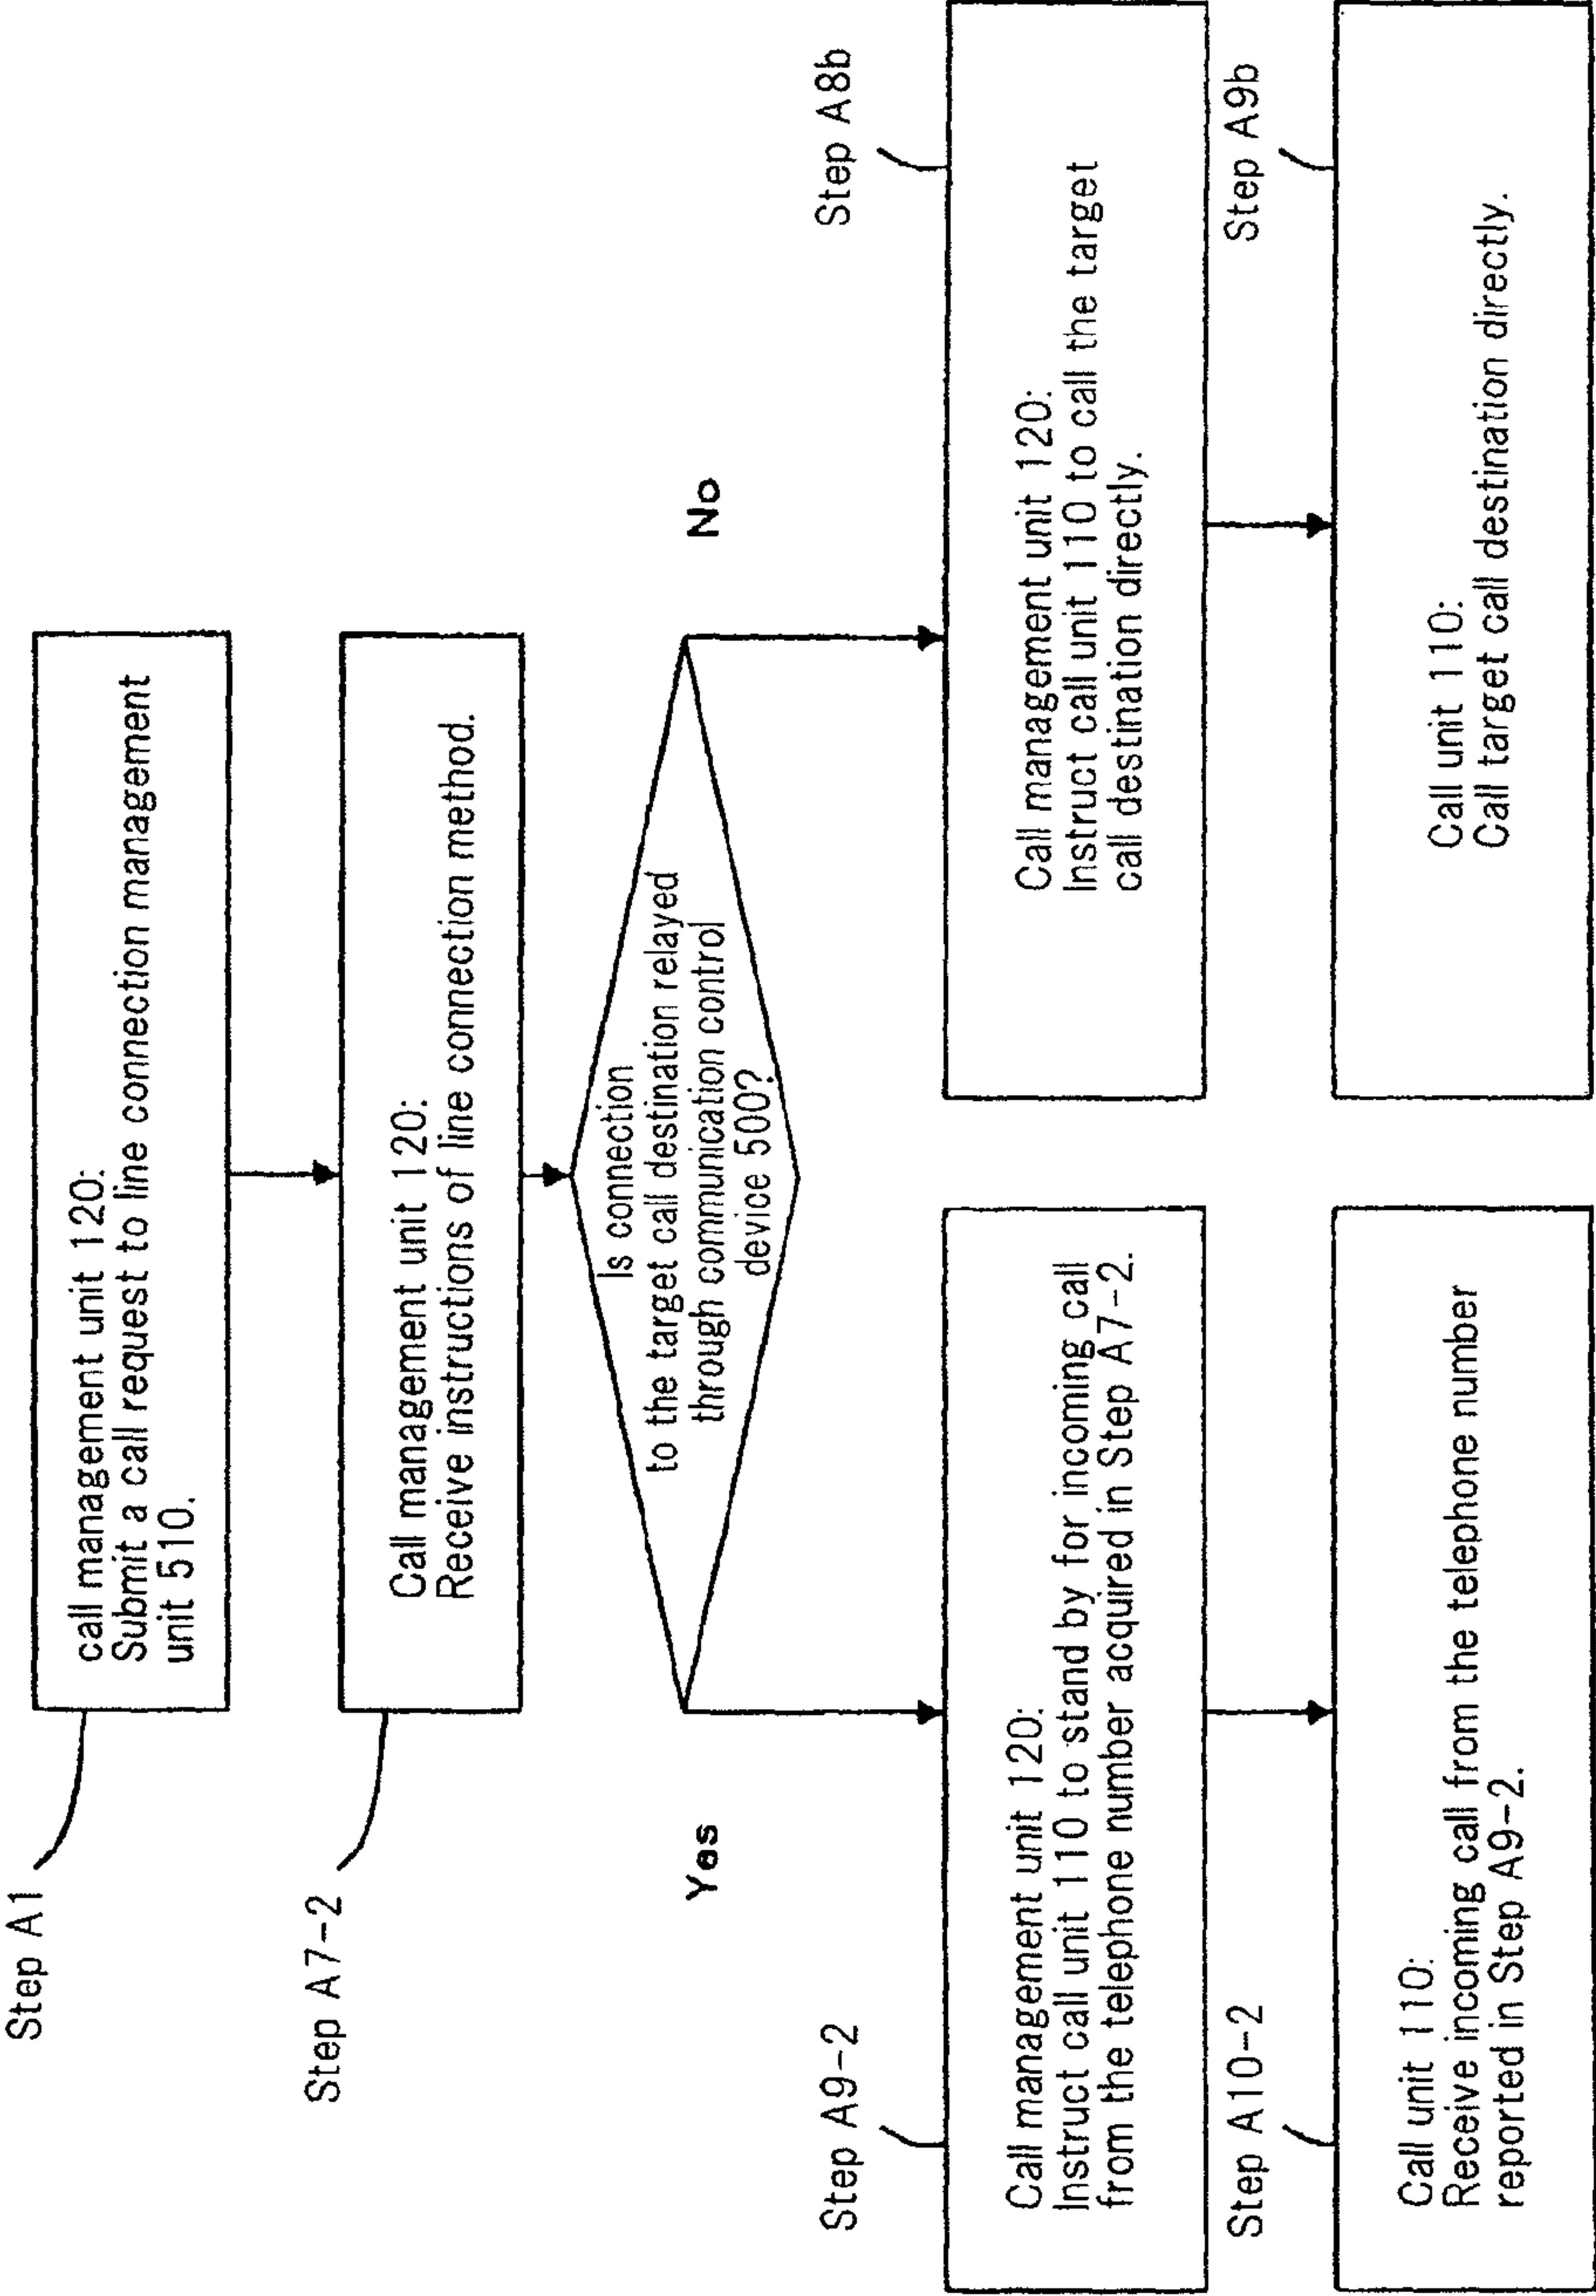 Step A1
call management unit 120:
Submit a call request to line connection management
unit 510.
Step A7-2
Call management unit 120:
Receive instructions of line connection method.
Is connection
to the target call destination relayed
through communication control
device 500?
Yes
No
Step A9-2
Call management unit 120:
Instruct call unit 110 to stand by for incoming call
from the telephone number acquired in Step A7-2.
Step A8b
Call management unit 120:
Instruct call unit 110 to call the target
call destination directly.
Step A10-2
Call unit 110:
Receive incoming call from the telephone number
reported in Step A9-2.
Step A9b
Call unit 110:
Call target call destination directly.